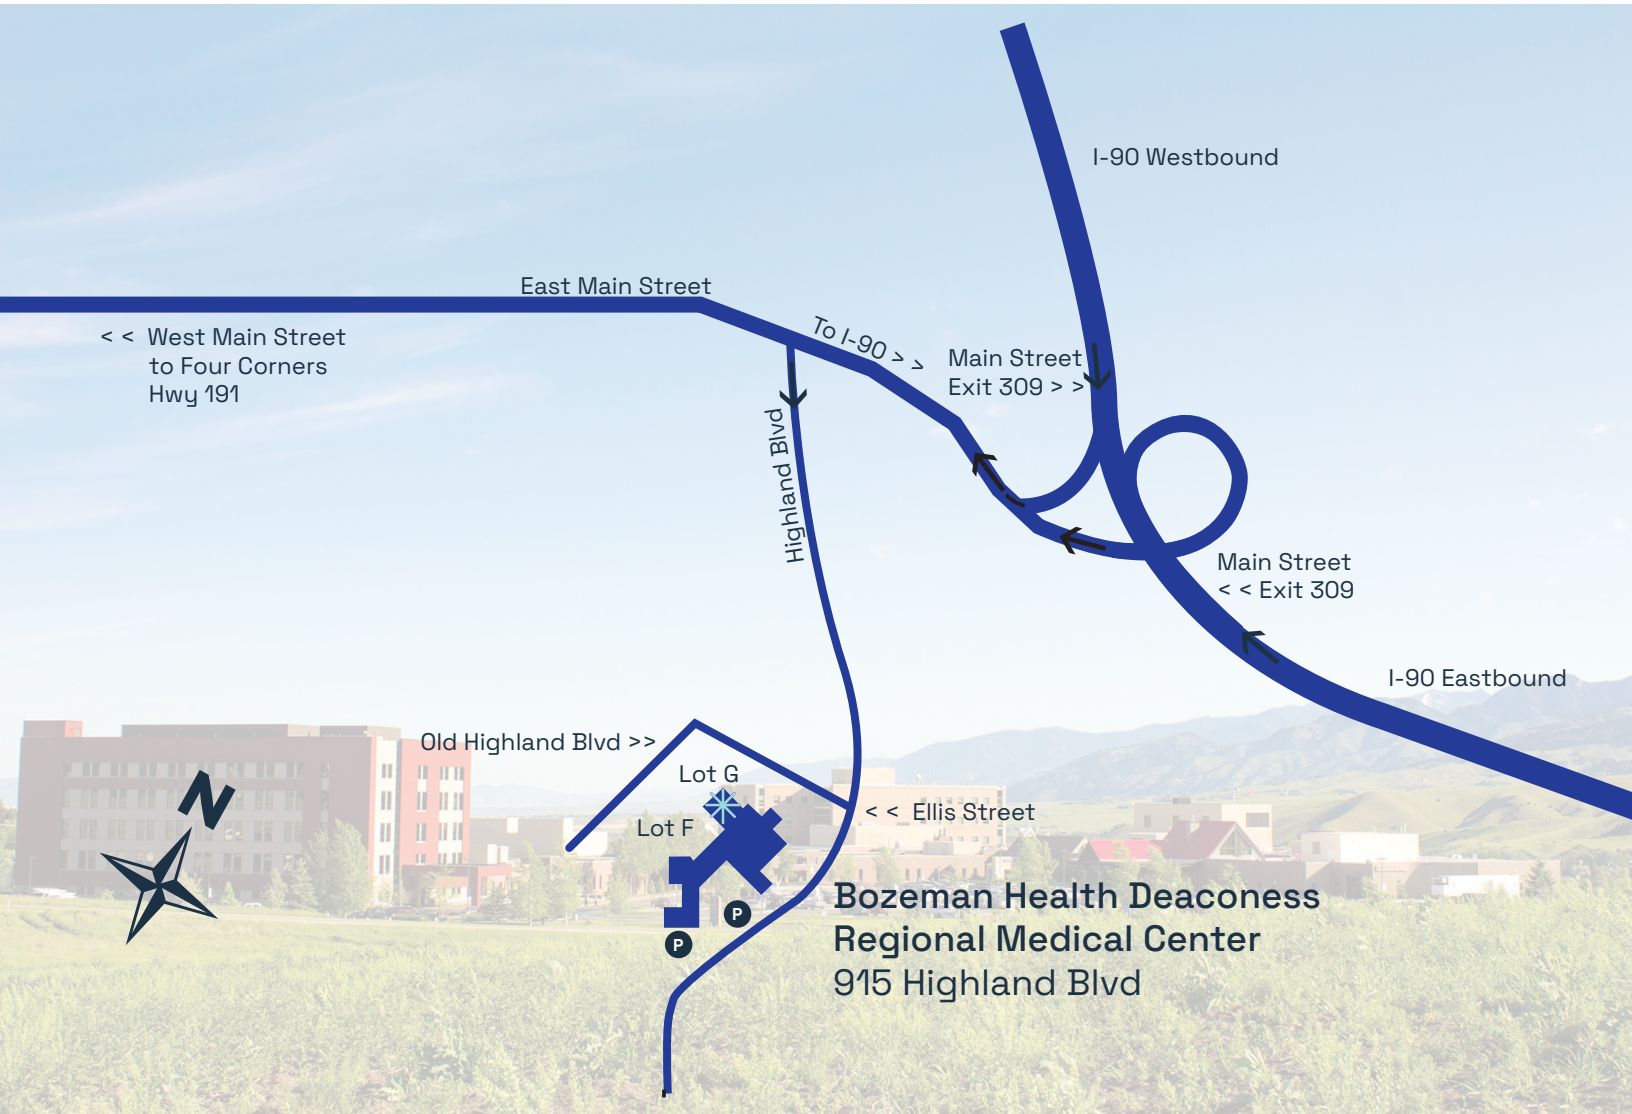 I-90 Westbound
East Main Street
To I-90 > >
< < West Main Street
to Four Corners
Hwy 191
Main Street
Exit 309 > >
Highland Blvd
Main Street
< < Exit 309
I-90 Eastbound
Old Highland Blvd >>
Lot G
N
< < Ellis Street
Lot F
Bozeman Health Deaconess
Regional Medical Center
915 Highland Blvd
P
P